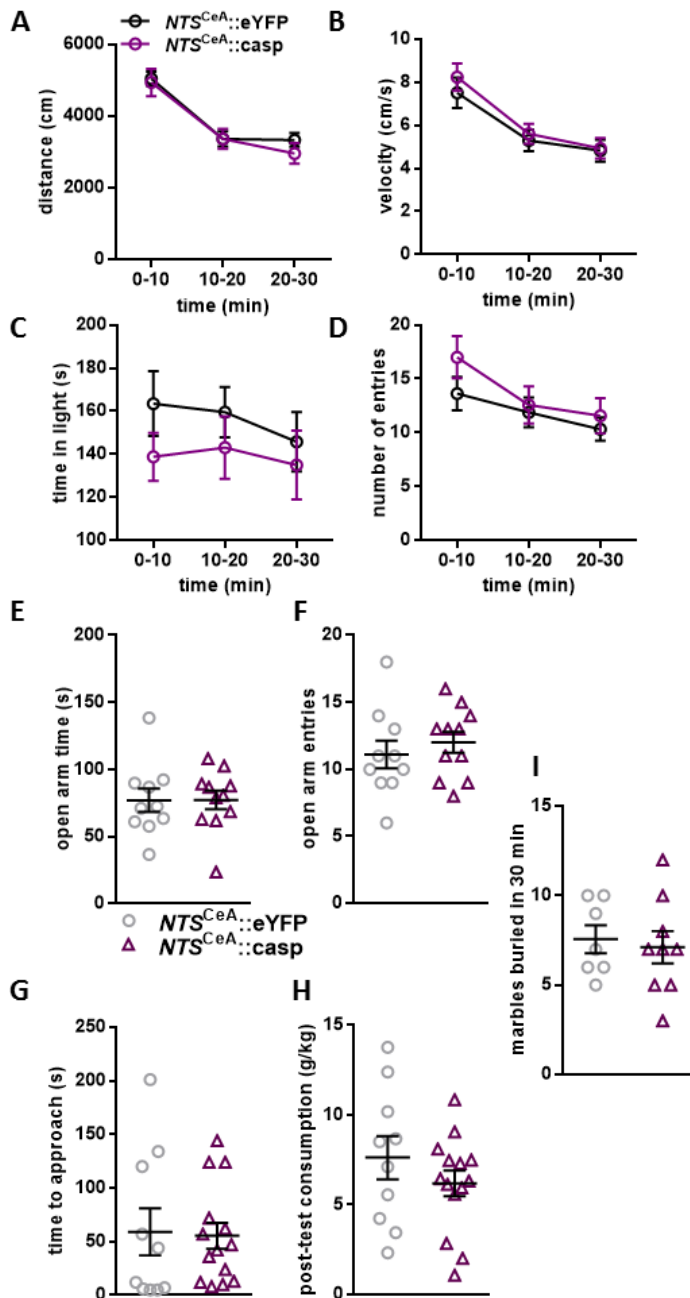 A
NTS^CeA::eYFP
NTS^CeA::casp
distance (cm)
6000
4000
2000
0
0-10
10-20
20-30
time (min)
B
velocity (cm/s)
10
8
6
4
2
0
0-10
10-20
20-30
time (min)
C
time in light (s)
200
180
160
140
120
100
0-10
10-20
20-30
time (min)
D
number of entries
20
15
10
5
0
0-10
10-20
20-30
time (min)
E
open arm time (s)
200
150
100
50
0
F
open arm entries
20
15
10
5
0
NTS^CeA::eYFP
NTS^CeA::casp
G
time to approach (s)
250
200
150
100
50
0
H
post-test consumption (g/kg)
15
10
5
0
I
marbles buried in 30 min
15
10
5
0